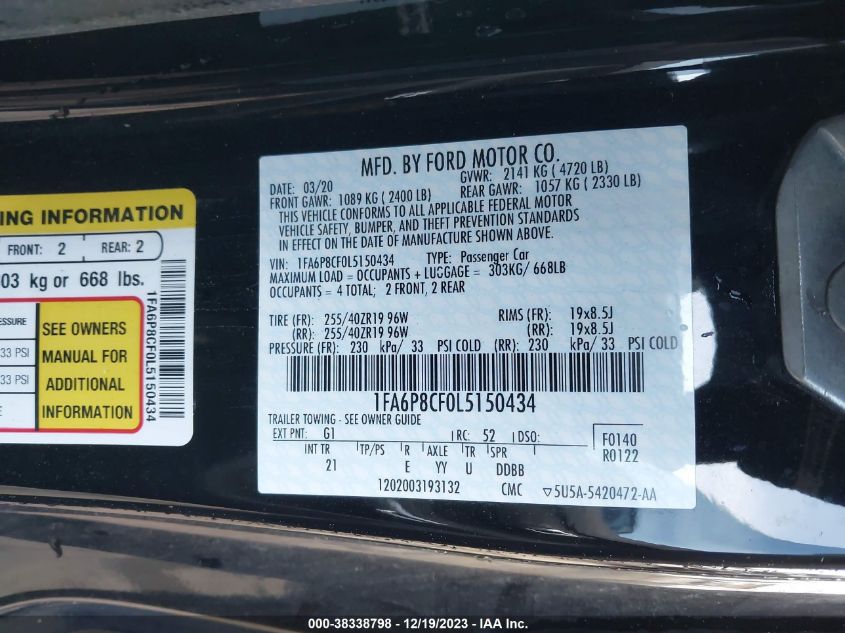 ING INFORMATION
FRONT: 2 REAR: 2
03 kg or 668 lbs.
ESSURE
33 PSI
33 PSI
SEE OWNERS
MANUAL FOR
ADDITIONAL
INFORMATION
1FA6P8CF0L5150434
MFD. BY FORD MOTOR CO.
DATE: 03/20 GVWR: 2141 KG ( 4720 LB)
FRONT GAWR: 1089 KG ( 2400 LB) REAR GAWR: 1057 KG ( 2330 LB)
THIS VEHICLE CONFORMS TO ALL APPLICABLE FEDERAL MOTOR
VEHICLE SAFETY, BUMPER, AND THEFT PREVENTION STANDARDS
IN EFFECT ON THE DATE OF MANUFACTURE SHOWN ABOVE.
VIN: 1FA6P8CF0L5150434 TYPE: Passenger Car
MAXIMUM LOAD = OCCUPANTS + LUGGAGE = 303KG/ 668LB
OCCUPANTS = 4 TOTAL; 2 FRONT, 2 REAR
TIRE (FR): 255/40ZR19 96W RIMS (FR): 19x8.5J
(RR): 255/40ZR19 96W (RR): 19x8.5J
PRESSURE (FR): 230 kPa/ 33 PSI COLD (RR): 230 kPa/ 33 PSI COLD
1FA6P8CF0L5150434
TRAILER TOWING - SEE OWNER GUIDE
EXT PNT: G1 RC: 52 DSO: F0140
R0122
INT TR TP/PS R AXLE TR SPR
21 E YY U DDBB
1202003193132 CMC ▽5U5A-5420472-AA
000-38338798 - 12/19/2023 - IAA Inc.